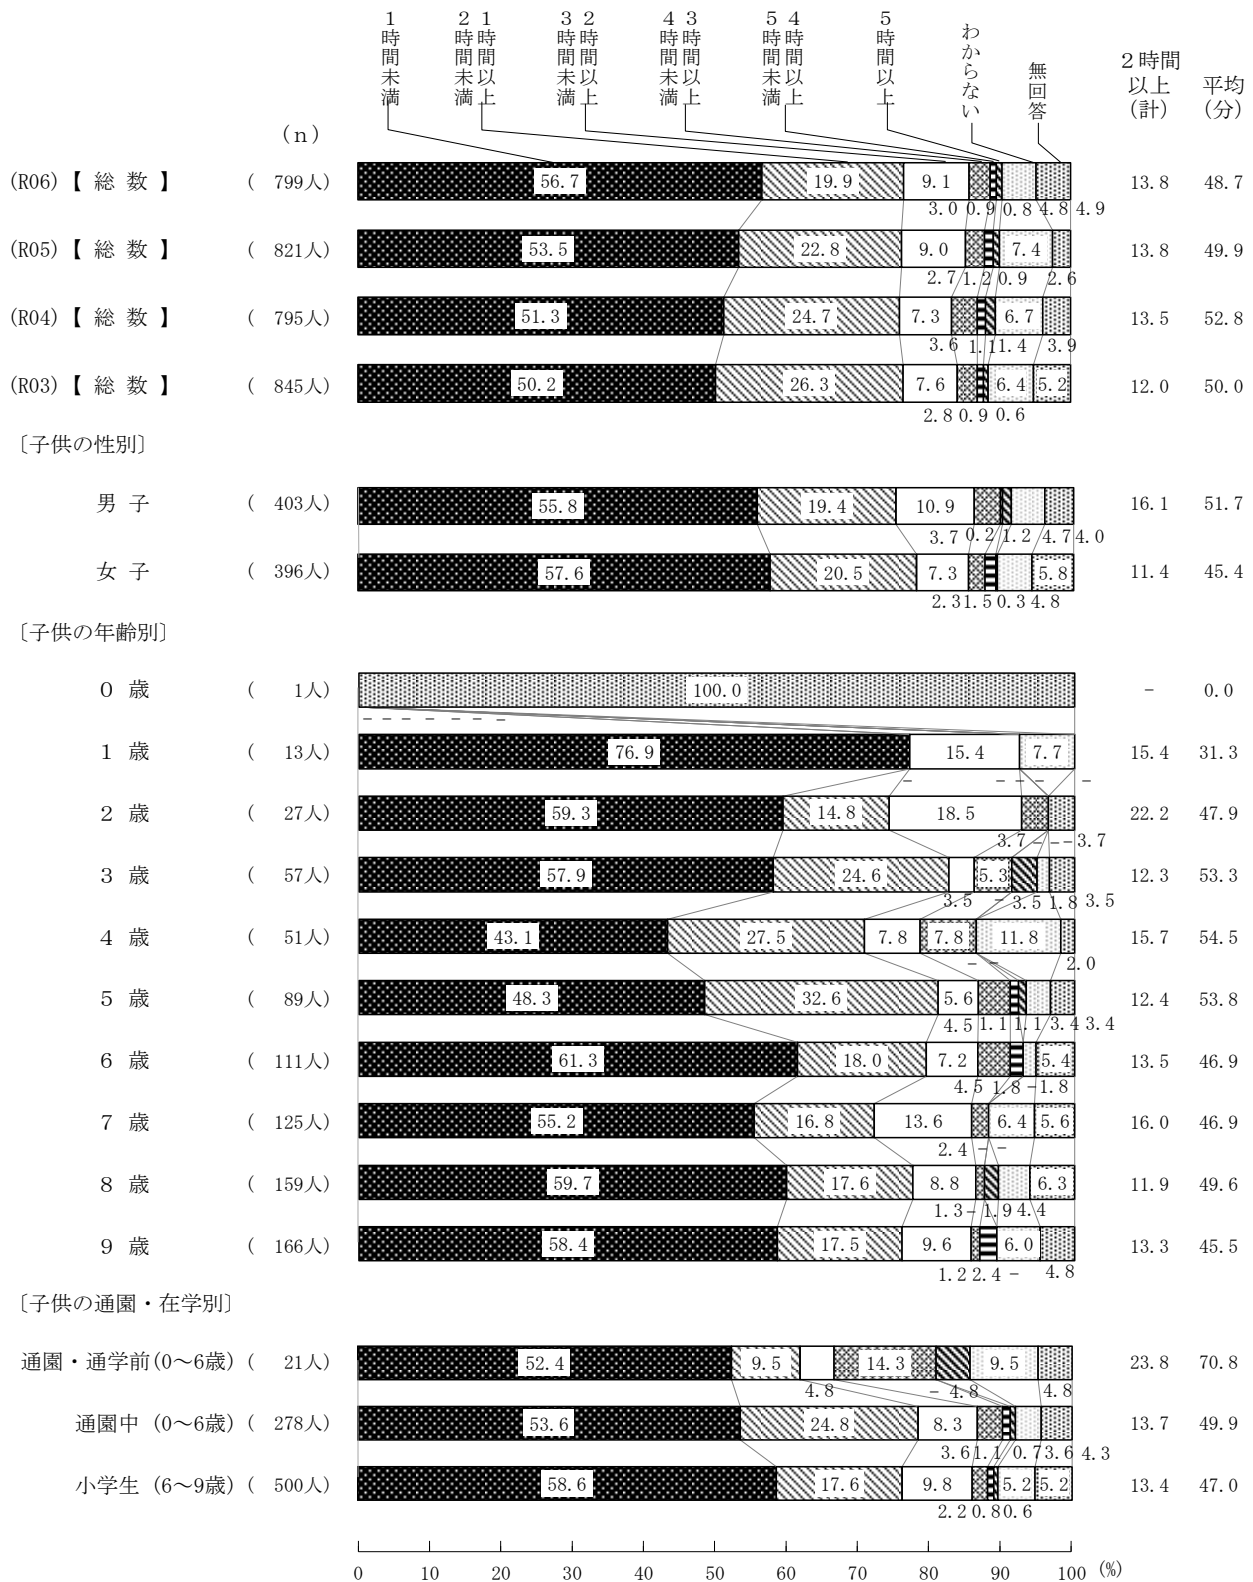 1時間未満
1時間以上
2時間未満
2時間以上
3時間未満
3時間以上
4時間未満
4時間以上
5時間未満
5時間以上
わからない
無回答
2時間以上(計)
平均(分)
(n)
(R06)【 総 数 】 ( 799人) 56.7 19.9 9.1 13.8 48.7
3.0 0.9 0.8 4.8 4.9
(R05)【 総 数 】 ( 821人) 53.5 22.8 9.0 7.4 13.8 49.9
2.7 1.2 0.9 2.6
(R04)【 総 数 】 ( 795人) 51.3 24.7 7.3 6.7 13.5 52.8
3.6 1.1 1.4 3.9
(R03)【 総 数 】 ( 845人) 50.2 26.3 7.6 6.4 5.2 12.0 50.0
2.8 0.9 0.6
〔子供の性別〕
男 子 ( 403人) 55.8 19.4 10.9 16.1 51.7
3.7 0.2 1.2 4.7 4.0
女 子 ( 396人) 57.6 20.5 7.3 5.8 11.4 45.4
2.3 1.5 0.3 4.8
〔子供の年齢別〕
0 歳 ( 1人) 100.0 - 0.0
- - - - - - -
1 歳 ( 13人) 76.9 15.4 7.7 15.4 31.3
- - - - -
2 歳 ( 27人) 59.3 14.8 18.5 22.2 47.9
3.7 - - - 3.7
3 歳 ( 57人) 57.9 24.6 5.3 12.3 53.3
3.5 - 3.5 1.8 3.5
4 歳 ( 51人) 43.1 27.5 7.8 7.8 11.8 15.7 54.5
- - 2.0
5 歳 ( 89人) 48.3 32.6 5.6 12.4 53.8
4.5 1.1 1.1 3.4 3.4
6 歳 ( 111人) 61.3 18.0 7.2 5.4 13.5 46.9
4.5 1.8 - 1.8
7 歳 ( 125人) 55.2 16.8 13.6 6.4 5.6 16.0 46.9
2.4 - -
8 歳 ( 159人) 59.7 17.6 8.8 6.3 11.9 49.6
1.3 - 1.9 4.4
9 歳 ( 166人) 58.4 17.5 9.6 6.0 13.3 45.5
1.2 2.4 - 4.8
〔子供の通園・在学別〕
通園・通学前(0～6歳) ( 21人) 52.4 9.5 14.3 9.5 23.8 70.8
4.8 - 4.8 4.8
通園中 (0～6歳) ( 278人) 53.6 24.8 8.3 13.7 49.9
3.6 1.1 0.7 3.6 4.3
小学生 (6～9歳) ( 500人) 58.6 17.6 9.8 5.2 5.2 13.4 47.0
2.2 0.8 0.6
0 10 20 30 40 50 60 70 80 90 100 (%)